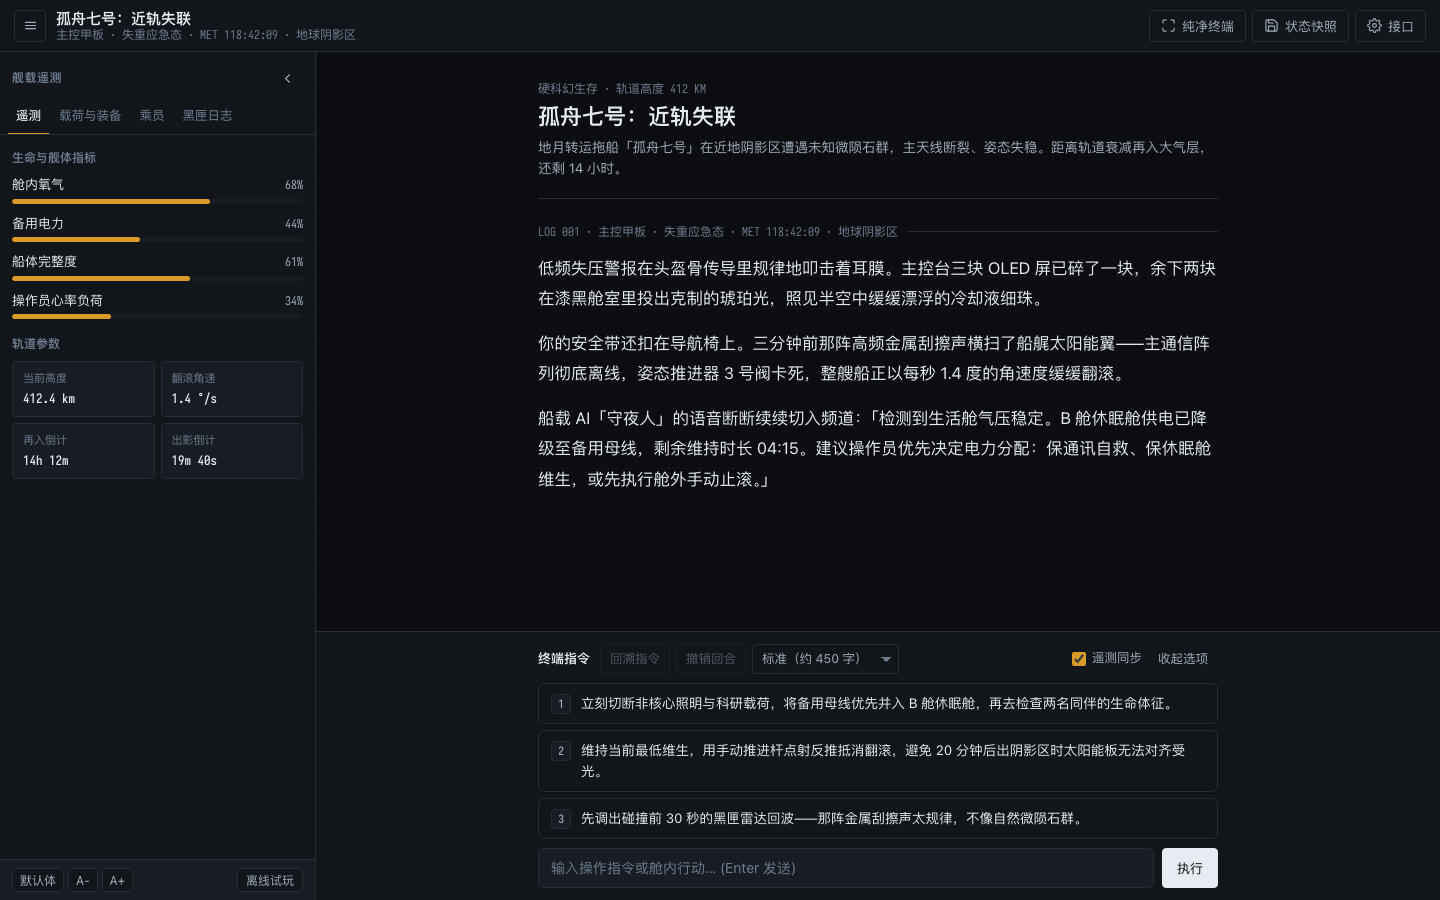 孤舟七号：近轨失联
主控甲板 · 失重应急态 · MET 118:42:09 · 地球阴影区
纯净终端
状态快照
接口
舰载遥测
遥测
载荷与装备
乘员
黑匣日志
生命与舰体指标
舱内氧气
68%
备用电力
44%
船体完整度
61%
操作员心率负荷
34%
轨道参数
当前高度
412.4 km
翻滚角速
1.4 °/s
再入倒计
14h 12m
出影倒计
19m 40s
默认体
A-
A+
离线试玩
硬科幻生存 · 轨道高度 412 KM
孤舟七号：近轨失联
地月转运拖船「孤舟七号」在近地阴影区遭遇未知微陨石群，主天线断裂、姿态失稳。距离轨道衰减再入大气层，
还剩 14 小时。
LOG 001 · 主控甲板 · 失重应急态 · MET 118:42:09 · 地球阴影区
低频失压警报在头盔骨传导里规律地叩击着耳膜。主控台三块 OLED 屏已碎了一块，余下两块
在漆黑舱室里投出克制的琥珀光，照见半空中缓缓漂浮的冷却液细珠。
你的安全带还扣在导航椅上。三分钟前那阵高频金属刮擦声横扫了船艉太阳能翼——主通信阵
列彻底离线，姿态推进器 3 号阀卡死，整艘船正以每秒 1.4 度的角速度缓缓翻滚。
船载 AI「守夜人」的语音断断续续切入频道：「检测到生活舱气压稳定。B 舱休眠舱供电已降
级至备用母线，剩余维持时长 04:15。建议操作员优先决定电力分配：保通讯自救、保休眠舱
维生，或先执行舱外手动止滚。」
终端指令
回溯指令
撤销回合
标准（约 450 字）
遥测同步
收起选项
1 立刻切断非核心照明与科研载荷，将备用母线优先并入 B 舱休眠舱，再去检查两名同伴的生命体征。
2 维持当前最低维生，用手动推进杆点射反推抵消翻滚，避免 20 分钟后出阴影区时太阳能板无法对齐受
光。
3 先调出碰撞前 30 秒的黑匣雷达回波——那阵金属刮擦声太规律，不像自然微陨石群。
输入操作指令或舱内行动... (Enter 发送)
执行